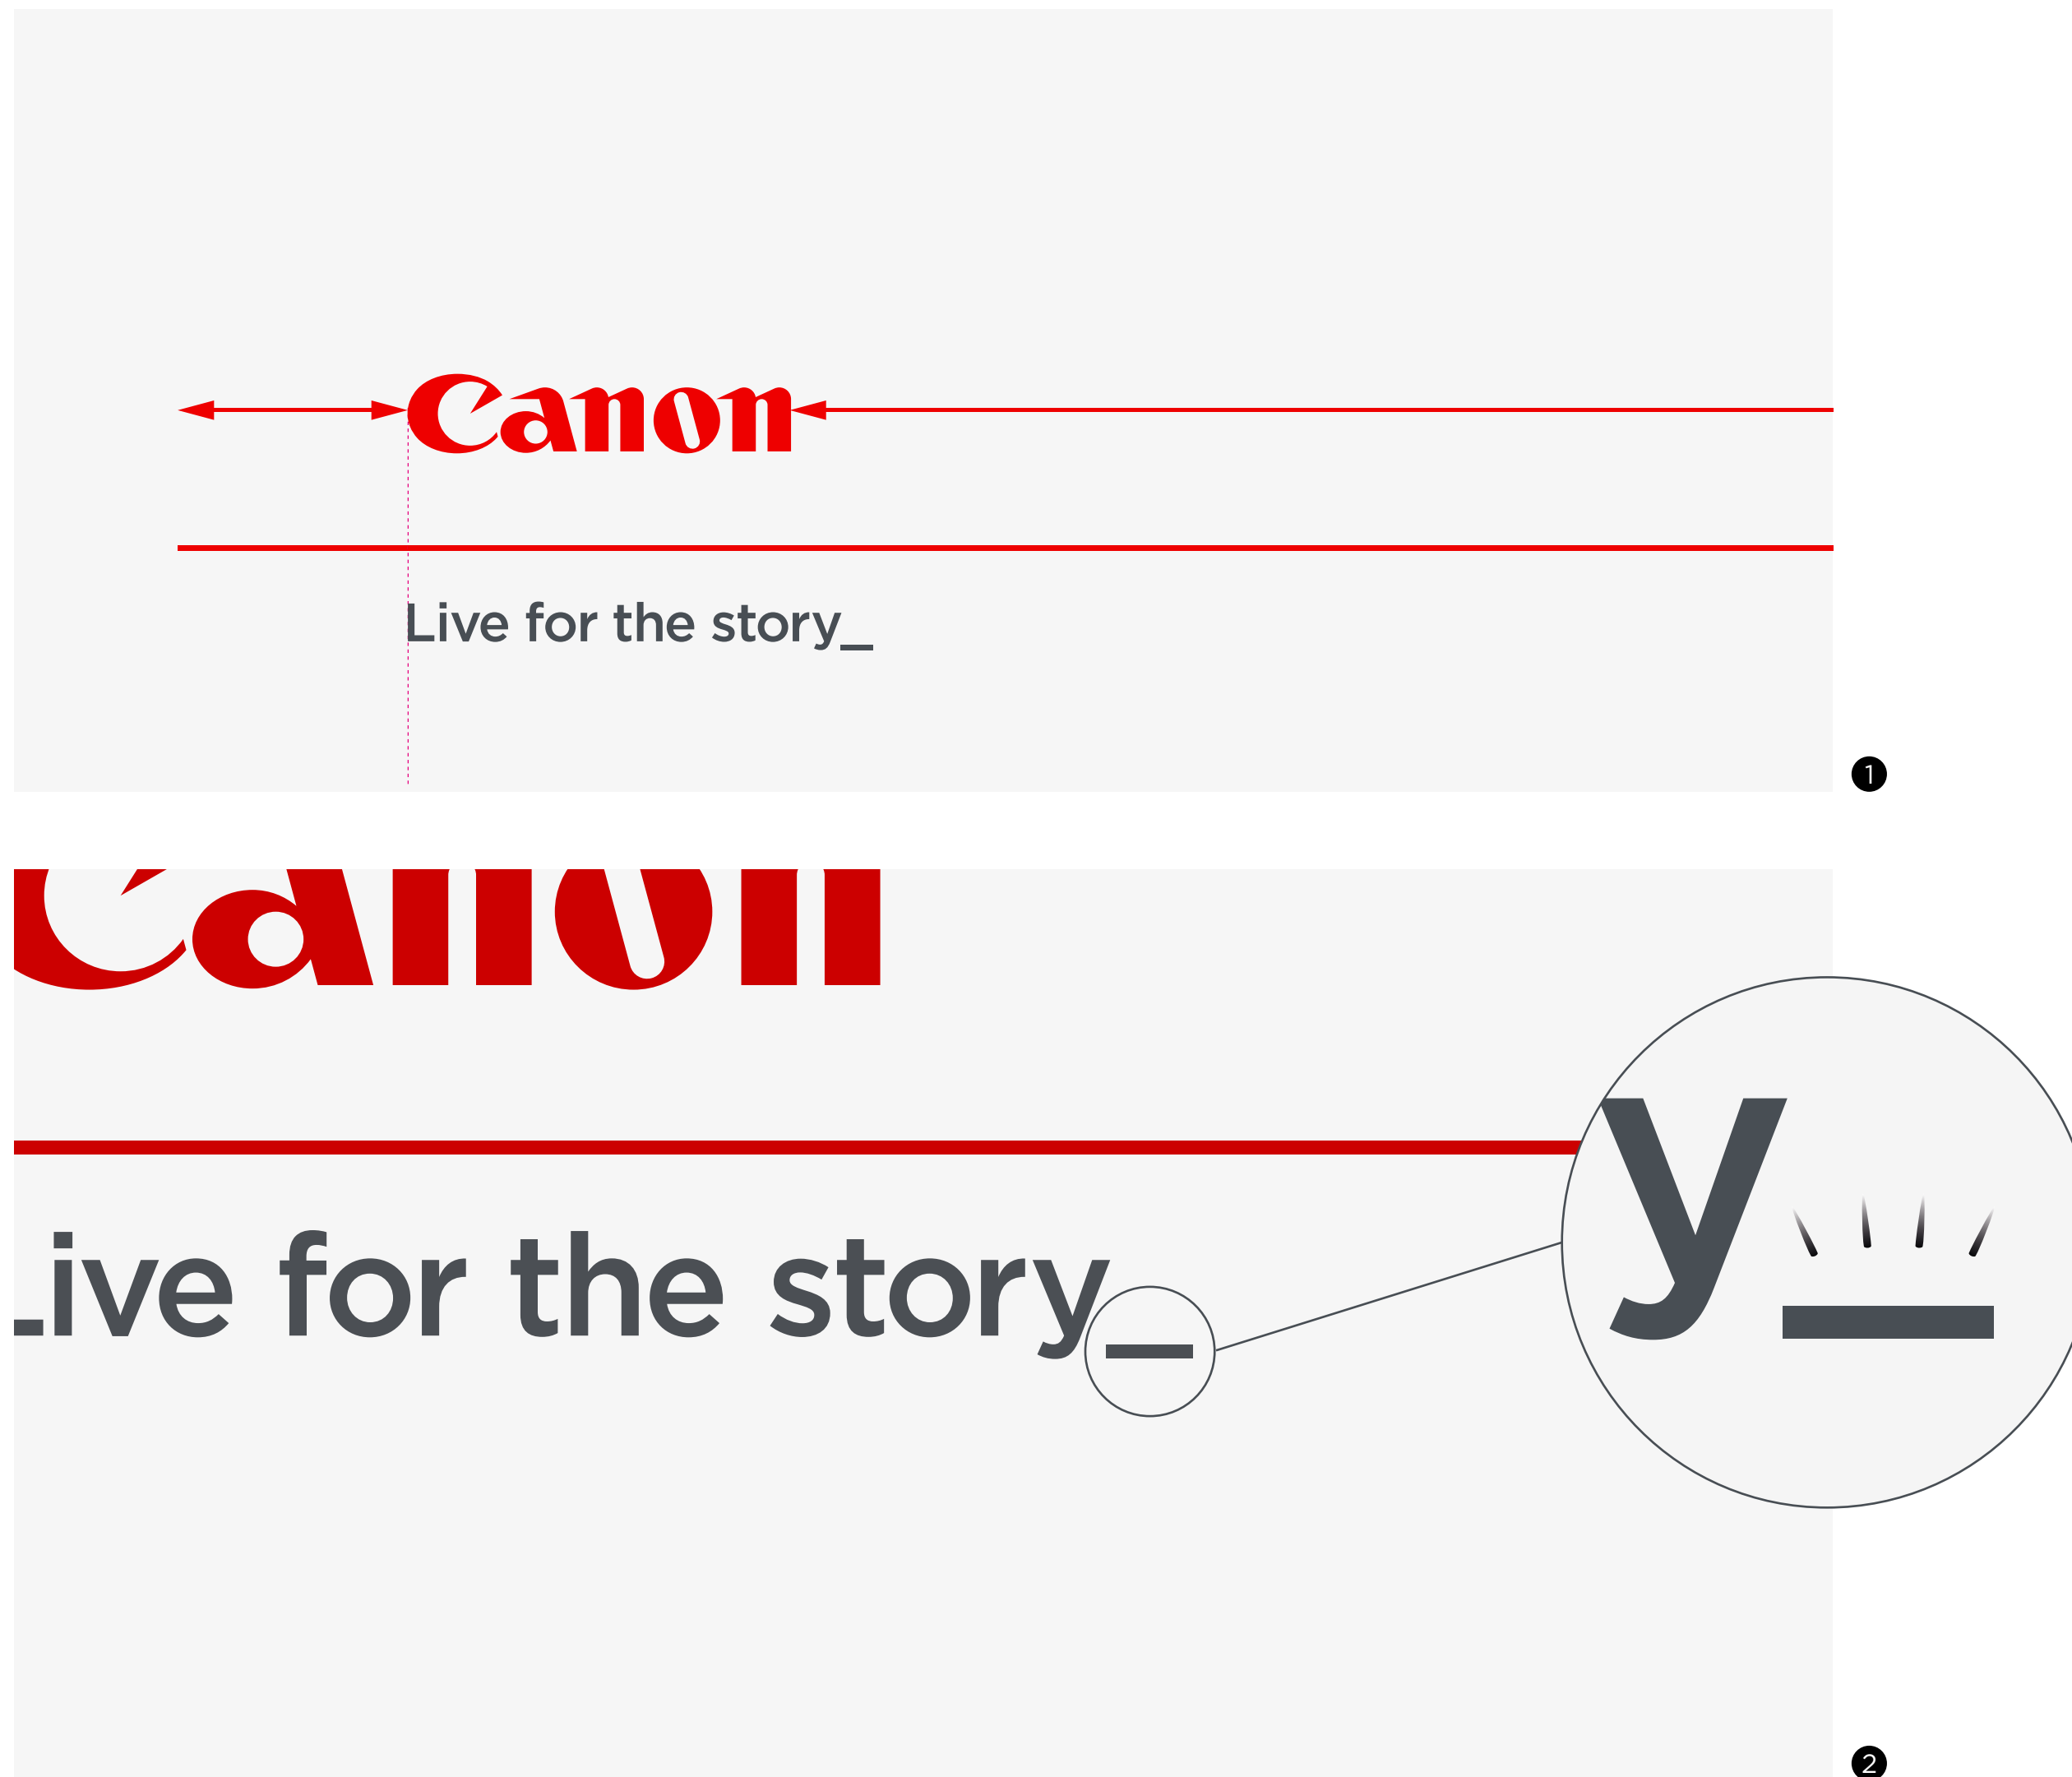 Canon
Live for the story_
1
Canon
Live for the story_
y_
2